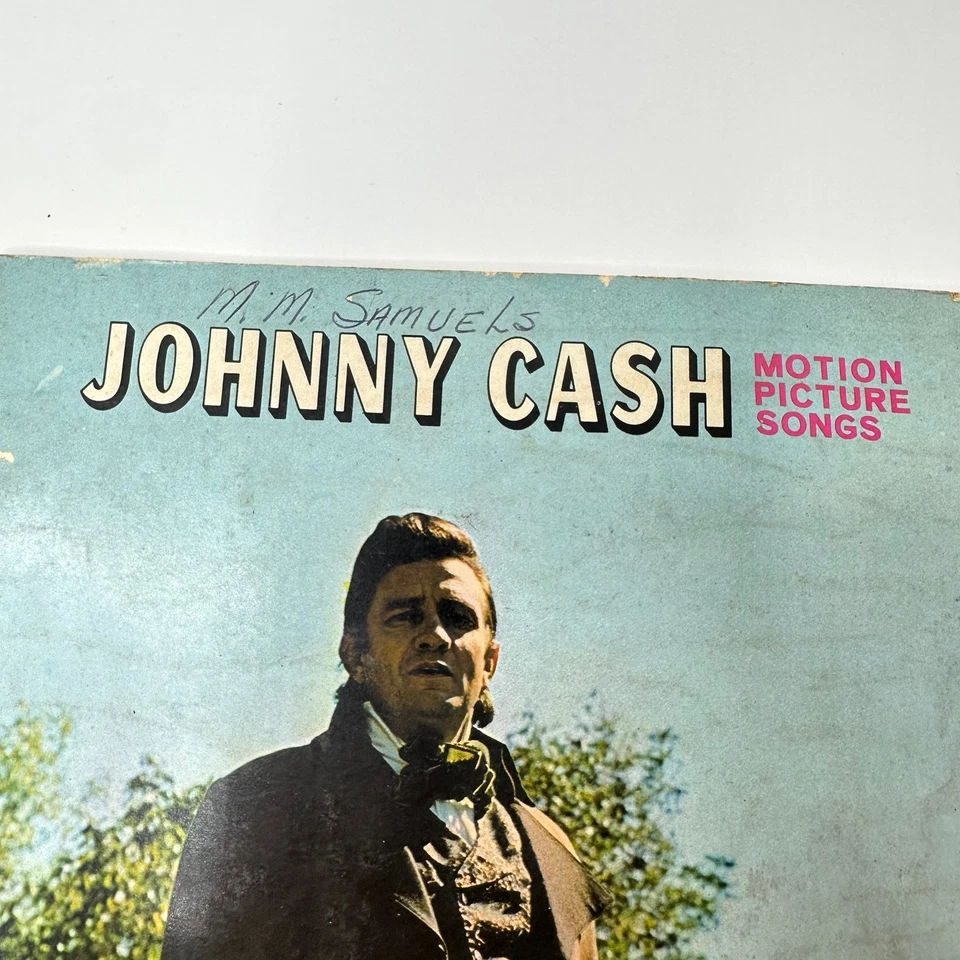 M. M. SAMUELS
JOHNNY CASH
MOTION
PICTURE
SONGS